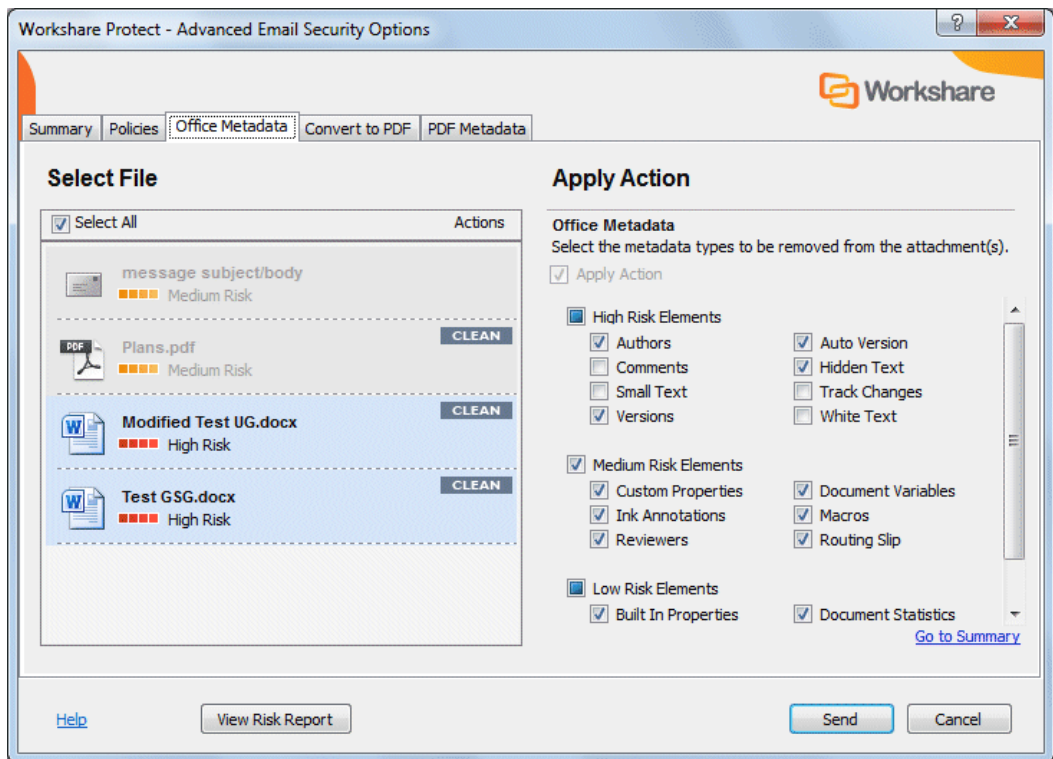 Workshare Protect - Advanced Email Security Options
Workshare
Summary Policies Office Metadata Convert to PDF PDF Metadata
Select File
Select All Actions
message subject/body
Medium Risk
CLEAN
PDF
Plans.pdf
Medium Risk
CLEAN
Modified Test UG.docx
High Risk
CLEAN
Test GSG.docx
High Risk
Apply Action
Office Metadata
Select the metadata types to be removed from the attachment(s).
Apply Action
High Risk Elements
Authors Auto Version
Comments Hidden Text
Small Text Track Changes
Versions White Text
Medium Risk Elements
Custom Properties Document Variables
Ink Annotations Macros
Reviewers Routing Slip
Low Risk Elements
Built In Properties Document Statistics
Go to Summary
Help View Risk Report Send Cancel